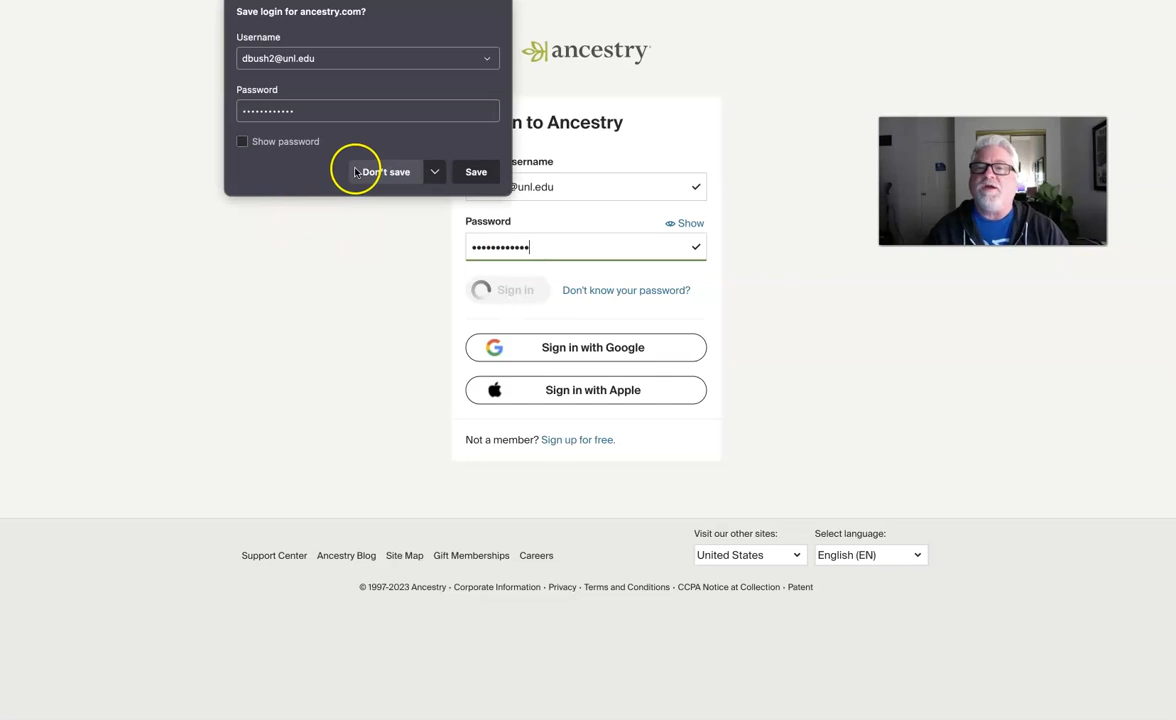 Save login for ancestry.com?
Username
dbush2@unl.edu
Password
••••••••••••
Show password
Don't save
Save
ancestry
n to Ancestry
sername
@unl.edu
Password
Show
••••••••••••
Sign in
Don't know your password?
Sign in with Google
Sign in with Apple
Not a member? Sign up for free.
Visit our other sites:
Select language:
United States
English (EN)
Support Center Ancestry Blog Site Map Gift Memberships Careers
© 1997-2023 Ancestry · Corporate Information · Privacy · Terms and Conditions · CCPA Notice at Collection · Patent